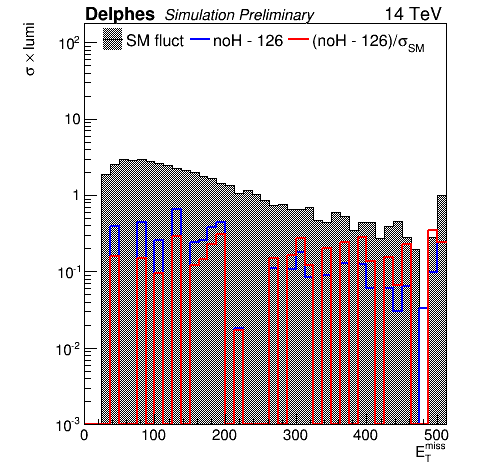 Delphes Simulation Preliminary 14 TeV
σ × lumi
SM fluct noH - 126 (noH - 126)/σ_SM
10²
10
1
10⁻¹
10⁻²
10⁻³
0 100 200 300 400 500
E_T^miss